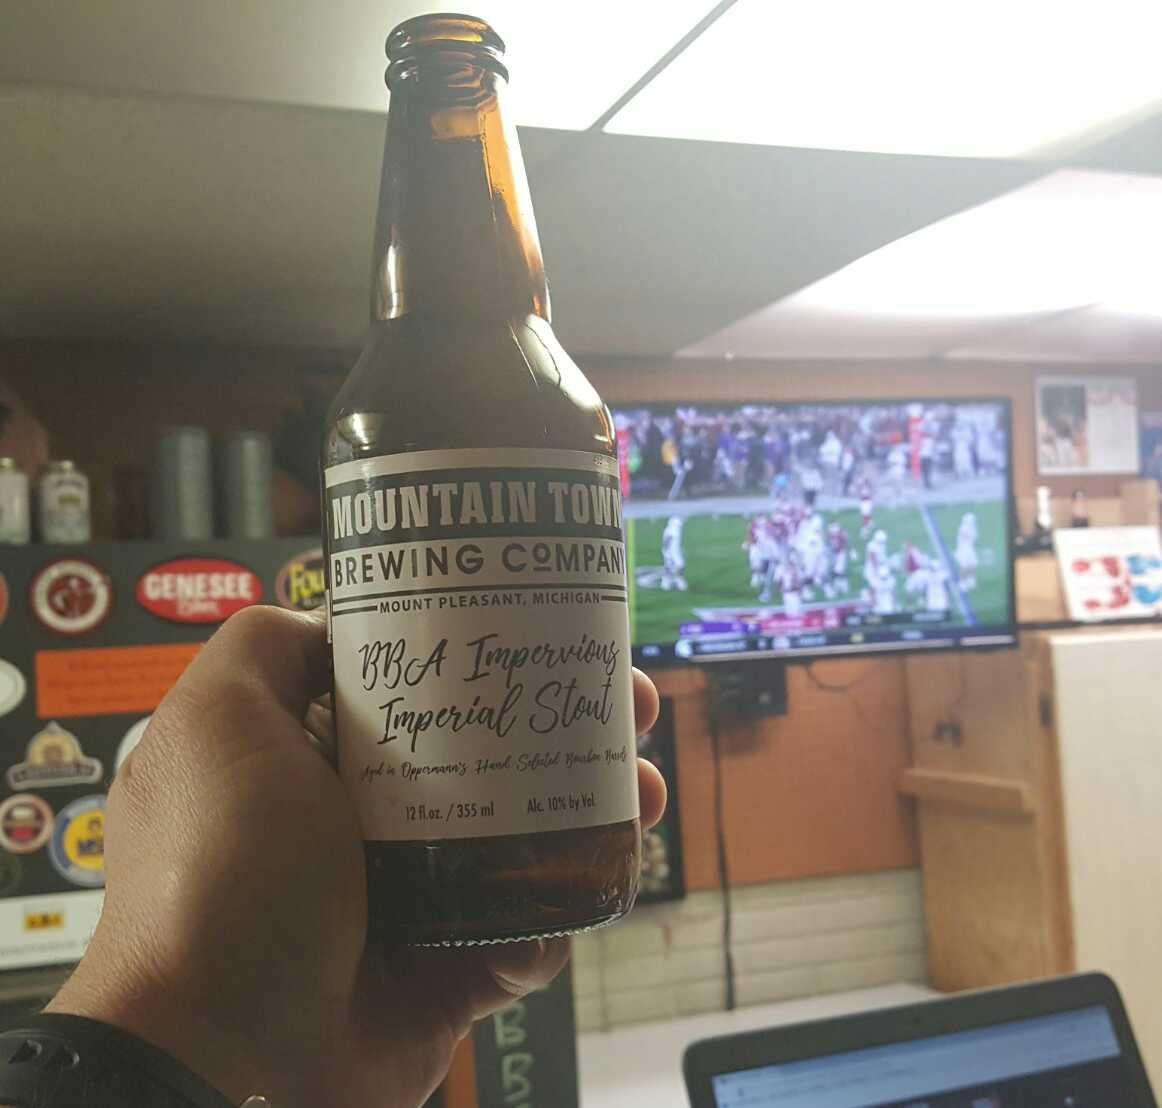 MOUNTAIN TOWN
BREWING COMPANY
MOUNT PLEASANT, MICHIGAN
BBA Impervious
Imperial Stout
Aged in Oppermann's Hand Selected Bourbon Barrels
12 fl.oz. / 355 ml Alc. 10% by Vol.
GENESEE
Beer